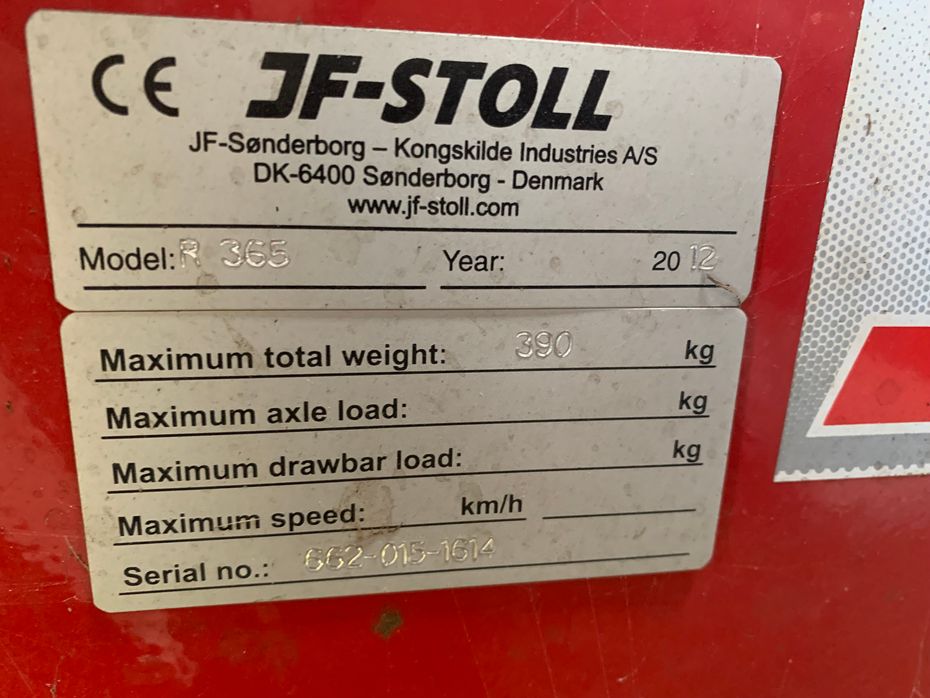 CE JF-STOLL
JF-Sønderborg – Kongskilde Industries A/S
DK-6400 Sønderborg - Denmark
www.jf-stoll.com
Model: R 365 Year: 2012
Maximum total weight: 390 kg
Maximum axle load: kg
Maximum drawbar load: kg
Maximum speed: km/h
Serial no.: 662-015-1614